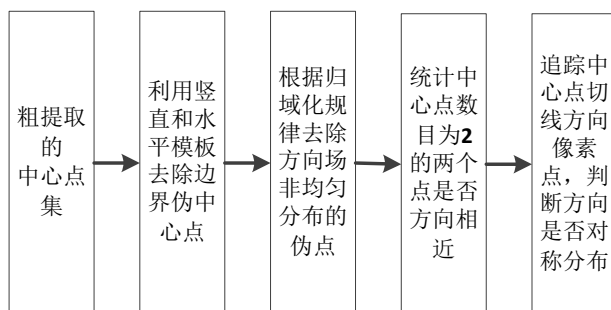 粗提取
的
中心点
集
利用竖
直和水
平模板
去除边
界伪中
心点
根据归
域化规
律去除
方向场
非均匀
分布的
伪点
统计中
心点数
目为2
的两个
点是否
方向相
近
追踪中
心点切
线方向
像素
点，判
断方向
是否对
称分布